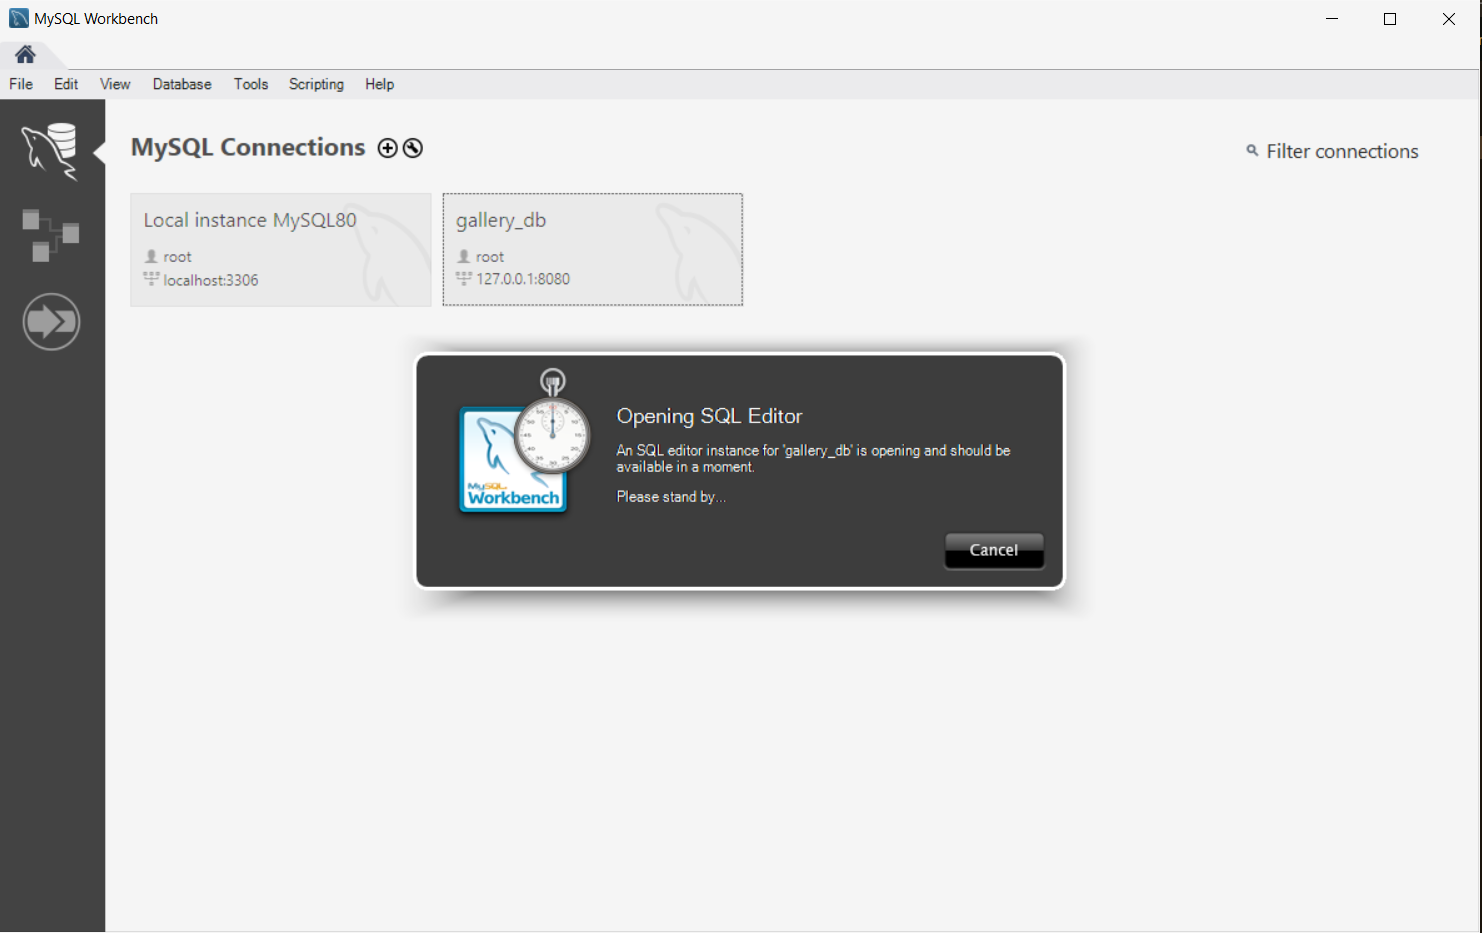 MySQL Workbench
File Edit View Database Tools Scripting Help
MySQL Connections
Filter connections
Local instance MySQL80
root
localhost:3306
gallery_db
root
127.0.0.1:8080
MySQL
Workbench
Opening SQL Editor
An SQL editor instance for 'gallery_db' is opening and should be
available in a moment.
Please stand by...
Cancel